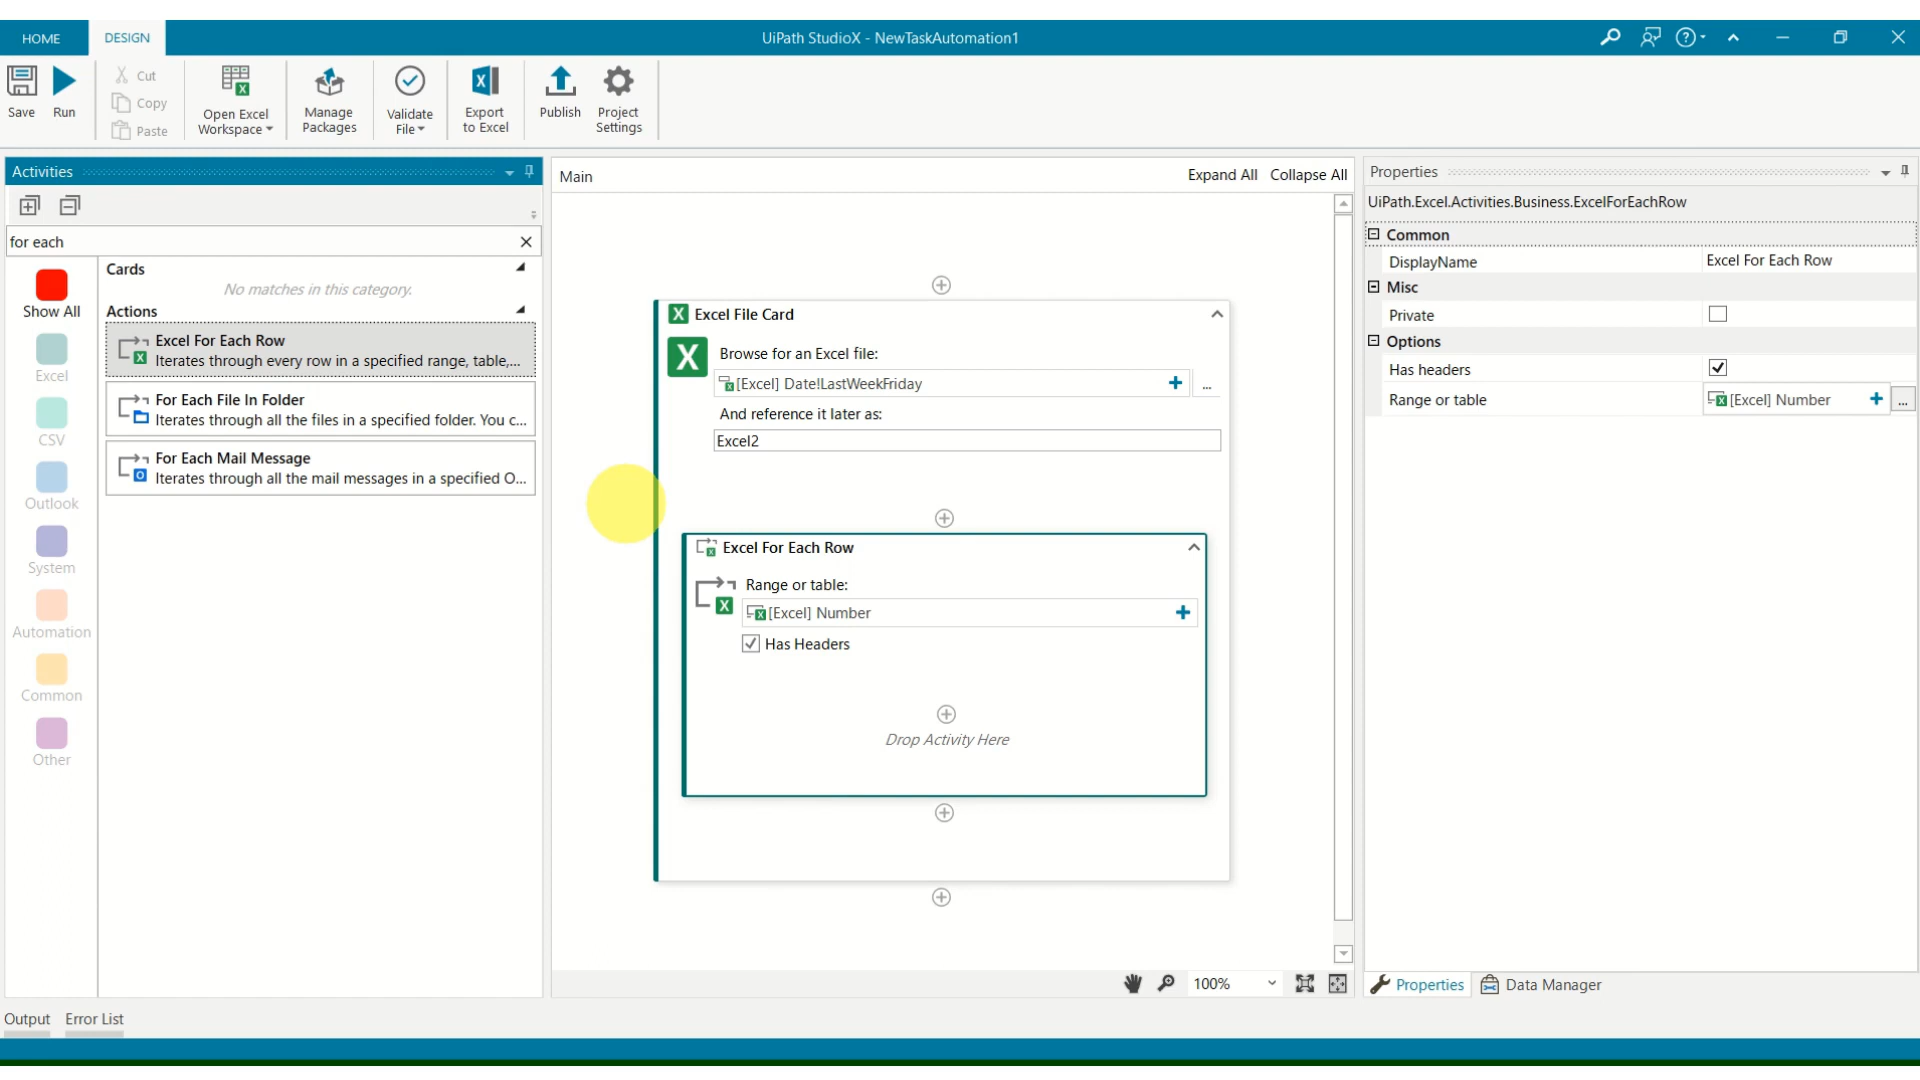 HOME
DESIGN
UiPath StudioX - NewTaskAutomation1
Save
Run
Cut
Copy
Paste
Open Excel
Workspace
Manage
Packages
Validate
File
Export
to Excel
Publish
Project
Settings
Activities
for each
Show All
Excel
CSV
Outlook
System
Automation
Common
Other
Cards
No matches in this category.
Actions
Excel For Each Row
Iterates through every row in a specified range, table,...
For Each File In Folder
Iterates through all the files in a specified folder. You c...
For Each Mail Message
Iterates through all the mail messages in a specified O...
Main
Expand All
Collapse All
Excel File Card
Browse for an Excel file:
[Excel] Date!LastWeekFriday
...
And reference it later as:
Excel2
Excel For Each Row
Range or table:
[Excel] Number
Has Headers
Drop Activity Here
100%
Properties
UiPath.Excel.Activities.Business.ExcelForEachRow
Common
DisplayName
Excel For Each Row
Misc
Private
Options
Has headers
Range or table
[Excel] Number
...
Properties
Data Manager
Output
Error List